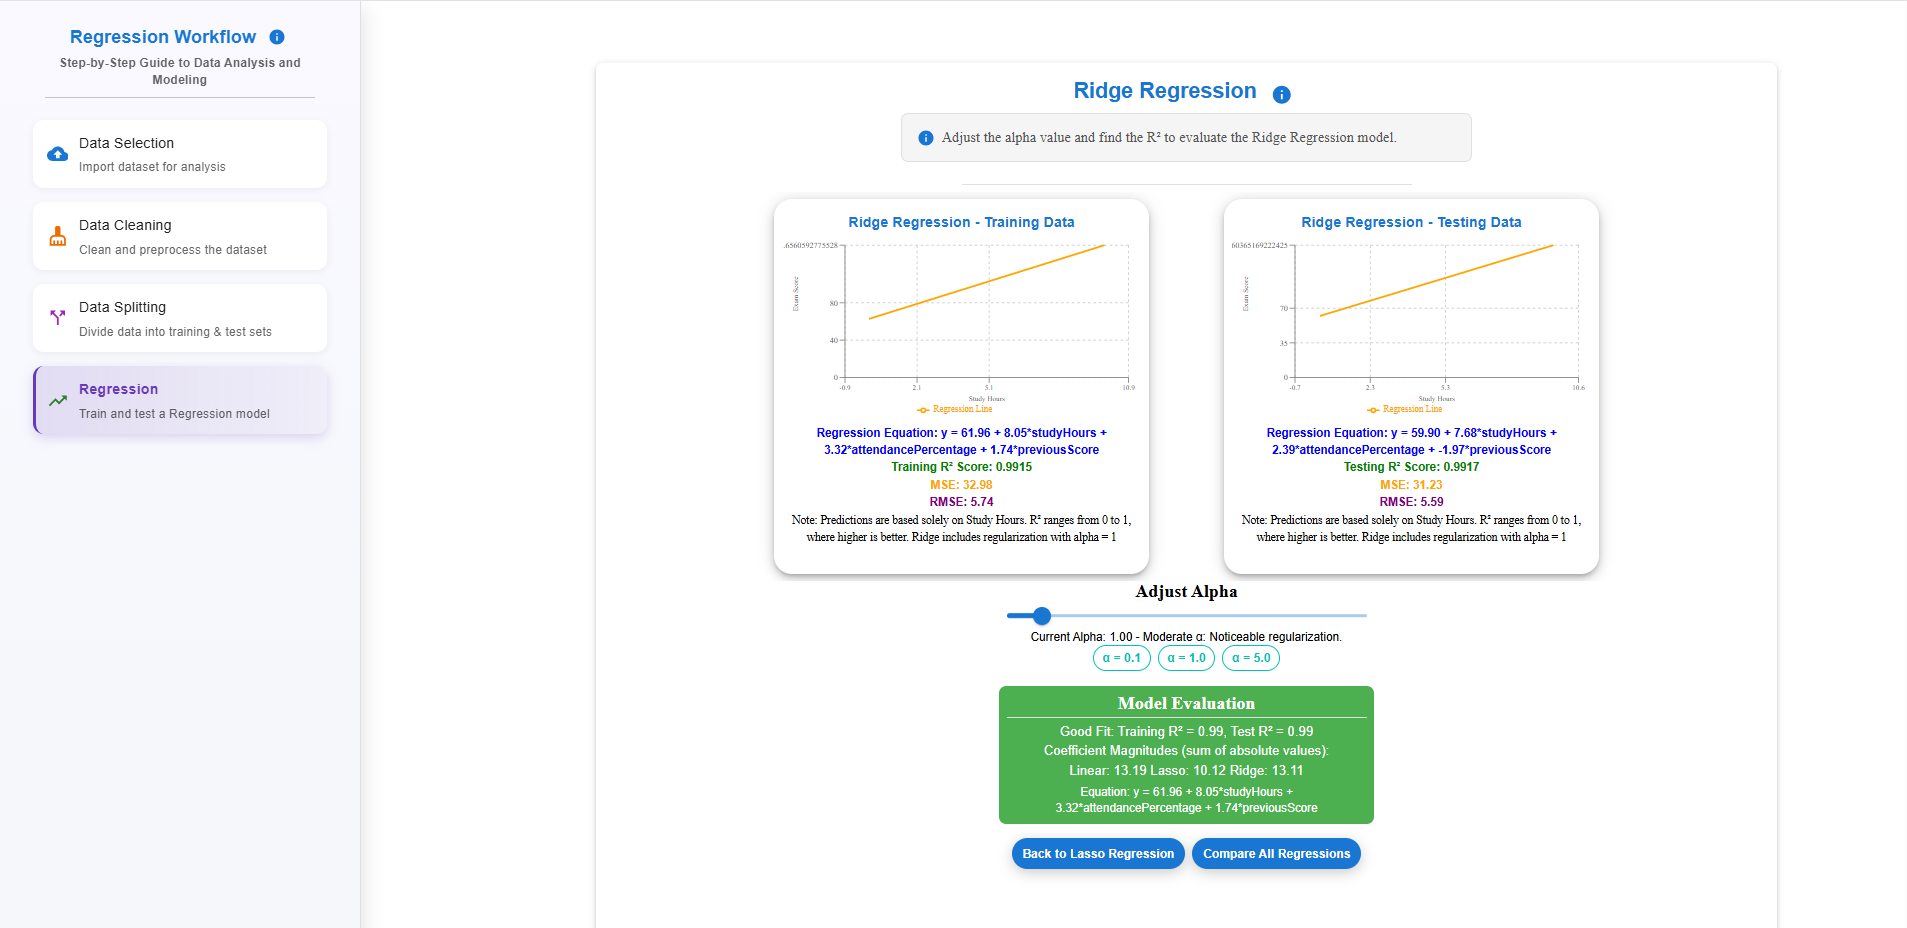 Regression Workflow
Step-by-Step Guide to Data Analysis and
Modeling
Data Selection
Import dataset for analysis
Data Cleaning
Clean and preprocess the dataset
Data Splitting
Divide data into training & test sets
Regression
Train and test a Regression model
Ridge Regression
Adjust the alpha value and find the R² to evaluate the Ridge Regression model.
Ridge Regression - Training Data
.6560592775528
80
40
0
Exam Score
-0.9 2.1 5.1 10.9
Study Hours
Regression Line
Regression Equation: y = 61.96 + 8.05*studyHours +
3.32*attendancePercentage + 1.74*previousScore
Training R² Score: 0.9915
MSE: 32.98
RMSE: 5.74
Note: Predictions are based solely on Study Hours. R² ranges from 0 to 1,
where higher is better. Ridge includes regularization with alpha = 1
Ridge Regression - Testing Data
60365169222425
70
35
0
Exam Score
-0.7 2.3 5.3 10.6
Study Hours
Regression Line
Regression Equation: y = 59.90 + 7.68*studyHours +
2.39*attendancePercentage + -1.97*previousScore
Testing R² Score: 0.9917
MSE: 31.23
RMSE: 5.59
Note: Predictions are based solely on Study Hours. R² ranges from 0 to 1,
where higher is better. Ridge includes regularization with alpha = 1
Adjust Alpha
Current Alpha: 1.00 - Moderate α: Noticeable regularization.
α = 0.1 α = 1.0 α = 5.0
Model Evaluation
Good Fit: Training R² = 0.99, Test R² = 0.99
Coefficient Magnitudes (sum of absolute values):
Linear: 13.19 Lasso: 10.12 Ridge: 13.11
Equation: y = 61.96 + 8.05*studyHours +
3.32*attendancePercentage + 1.74*previousScore
Back to Lasso Regression Compare All Regressions